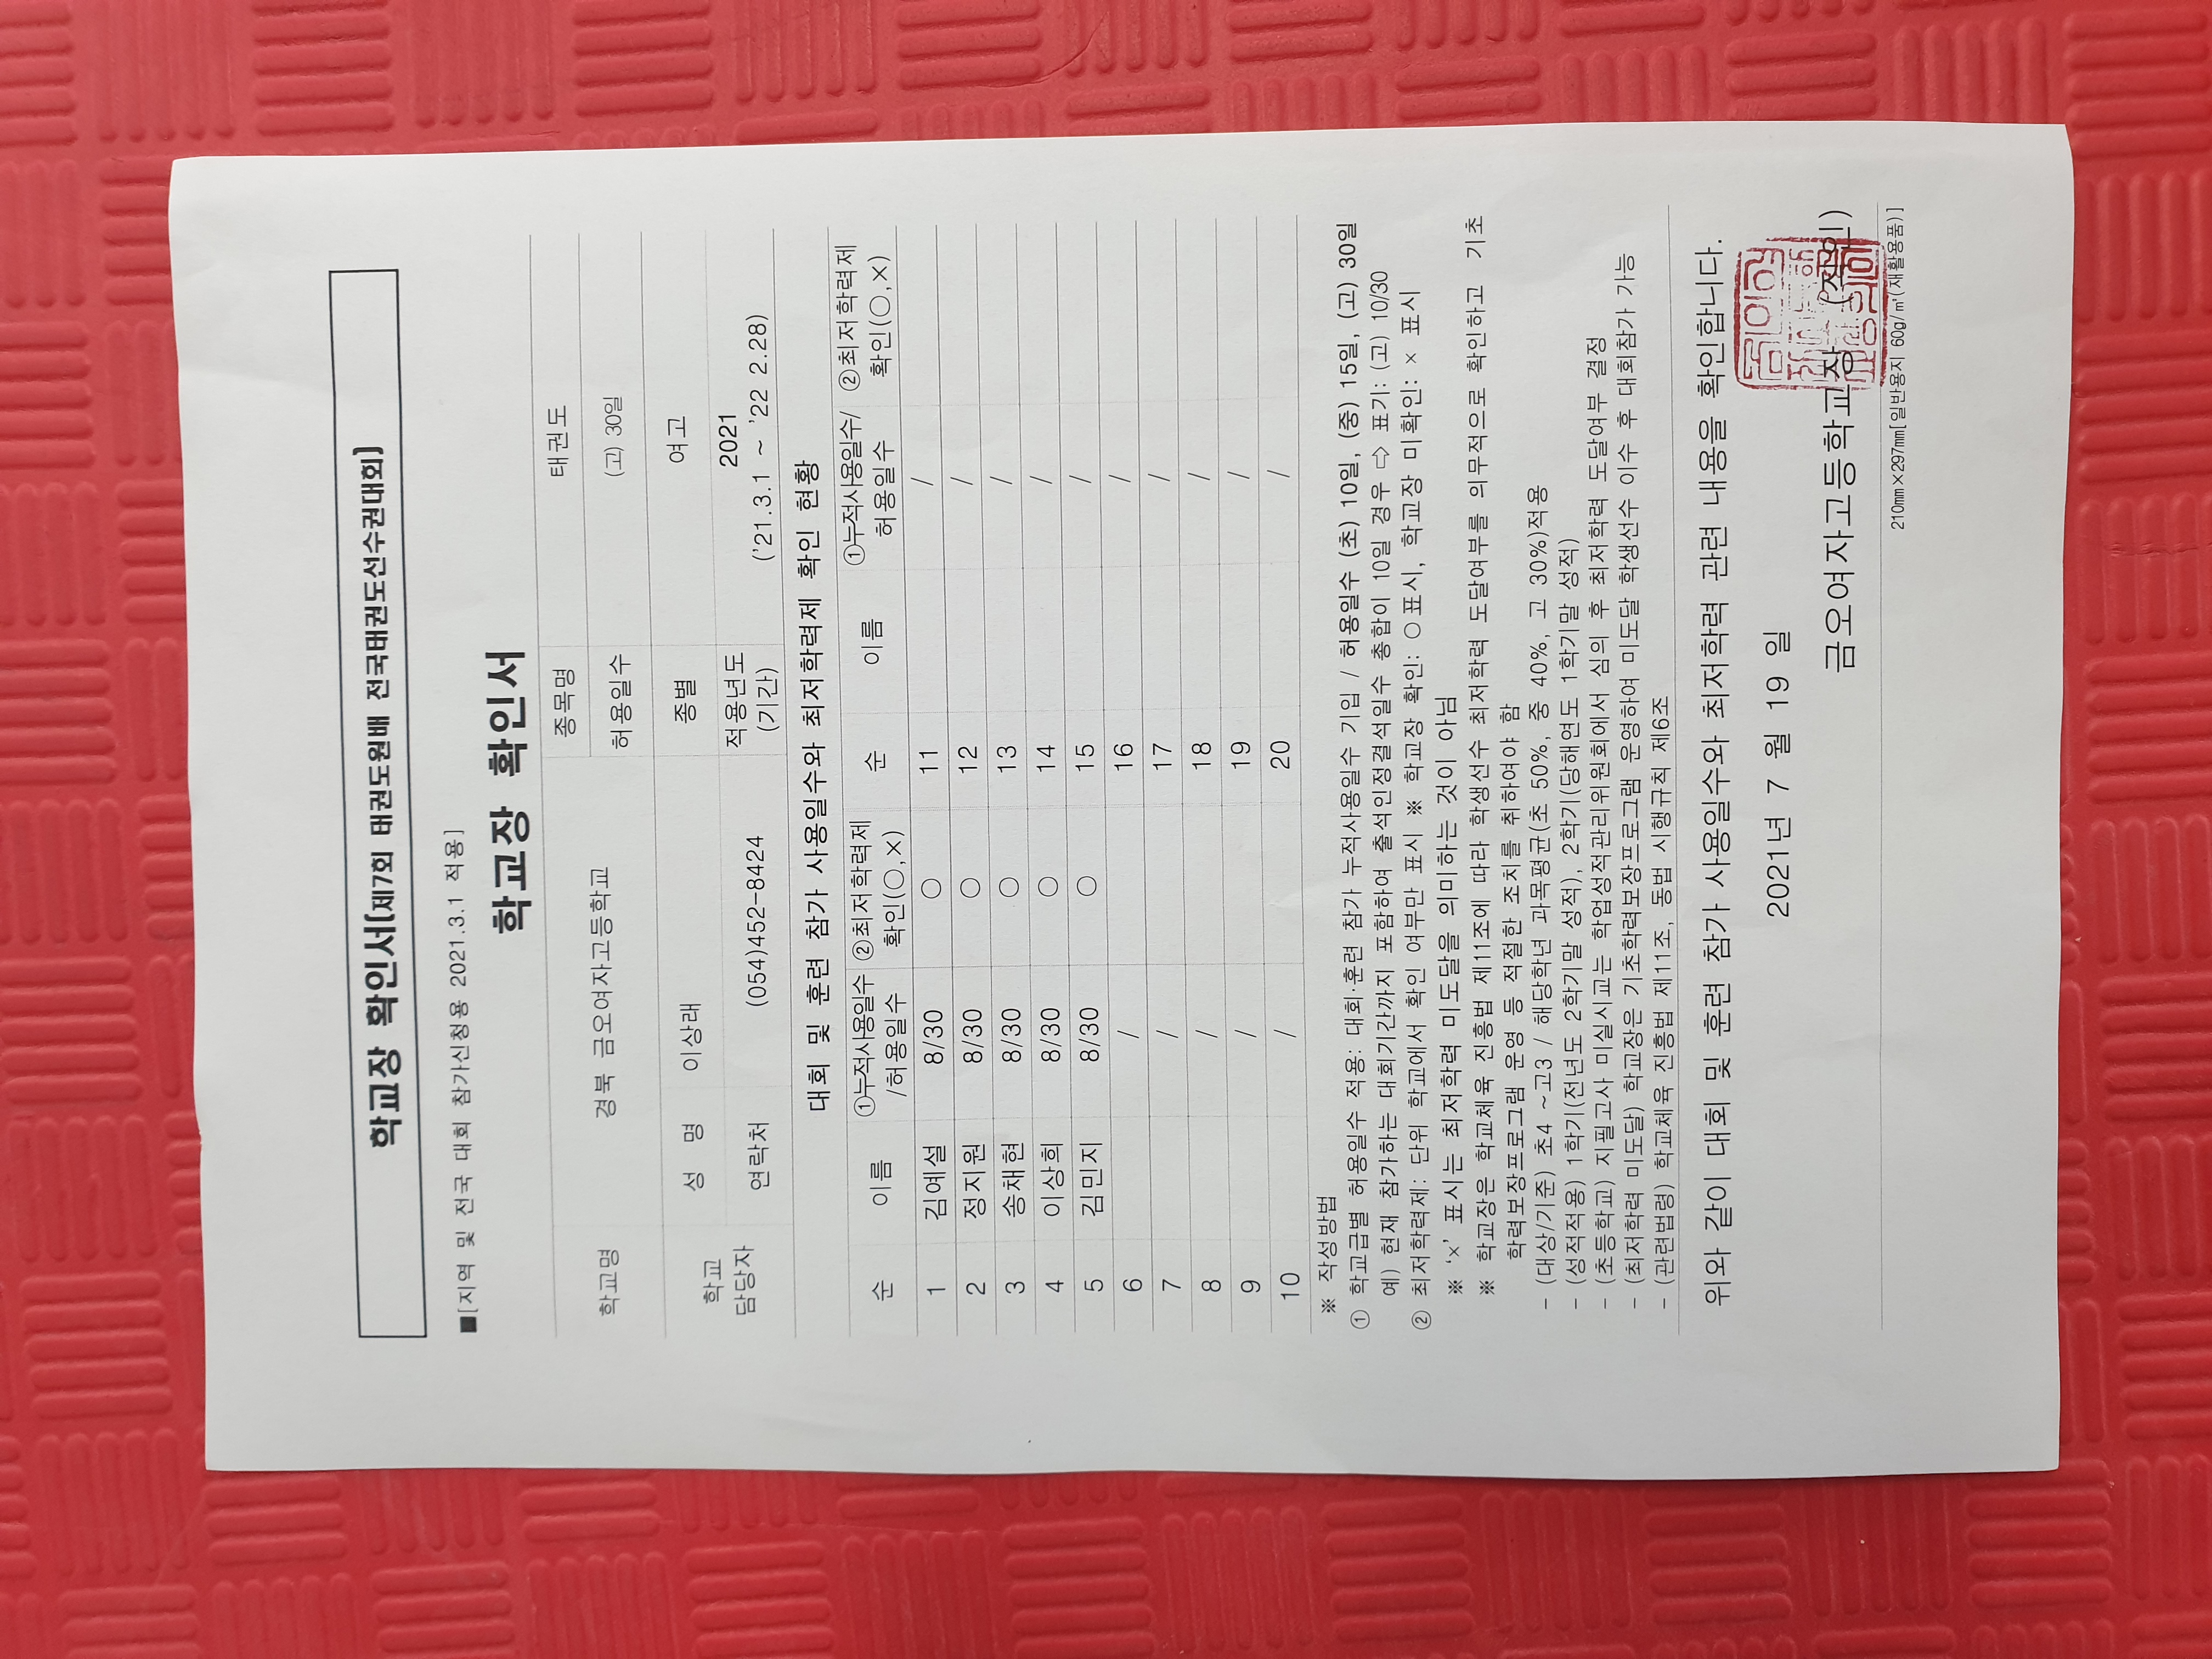 학교장 확인서(제7회 태권도원배 전국태권도선수권대회)
■[지역 및 전국 대회 참가신청용 2021.3.1 적용]
학교장 확인서
학교명 경북 금오여자고등학교 종목명 태권도
허용일수 (고) 30일
학교 담당자 성 명 이상래 종별 여고
연락처 (054)452-8424 적용년도 (기간) 2021 ('21.3.1 ~ '22 2.28)
대회 및 훈련 참가 사용일수와 최저학력제 확인 현황
순 이름 ①누적사용일수/허용일수 ②최저학력제 확인(○,×) 순 이름 ①누적사용일수/허용일수 ②최저학력제 확인(○,×)
1 김예설 8/30 ○ 11 /
2 정지원 8/30 ○ 12 /
3 송채현 8/30 ○ 13 /
4 이상희 8/30 ○ 14 /
5 김민지 8/30 ○ 15 /
6 / 16 /
7 / 17 /
8 / 18 /
9 / 19 /
10 / 20 /
※ 작성방법
① 학교급별 허용일수 적용: 대회·훈련 참가 누적사용일수 기입 / 허용일수 (초) 10일, (중) 15일, (고) 30일
예) 현재 참가하는 대회기간까지 포함하여 출석인정결석일수 총합이 10일 경우 ⇨ 표기: (고) 10/30
② 최저학력제: 단위 학교에서 확인 여부만 표시 ※ 학교장 확인: ○표시, 학교장 미확인: × 표시
※ '×' 표시는 최저학력 미도달을 의미하는 것이 아님
※ 학교장은 학교체육 진흥법 제11조에 따라 학생선수 최저학력 도달여부를 의무적으로 확인하고 기초
학력보장프로그램 운영 등 적절한 조치를 취하여야 함
- (대상/기준) 초4 ~고3 / 해당학년 과목평균(초 50%, 중 40%, 고 30%)적용
- (성적적용) 1학기(전년도 2학기말 성적), 2학기(당해연도 1학기말 성적)
- (초등학교) 지필고사 미실시교는 학업성적관리위원회에서 심의 후 최저학력 도달여부 결정
- (최저학력 미도달) 학교장은 기초학력보장프로그램 운영하여 미도달 학생선수 이수 후 대회참가 가능
- (관련법령) 학교체육 진흥법 제11조, 동법 시행규칙 제6조
위와 같이 대회 및 훈련 참가 사용일수와 최저학력 관련 내용을 확인합니다.
2021년 7 월 19 일
금오여자고등학교장 (직인)
210㎜×297㎜[일반용지 60g/㎡(재활용품)]